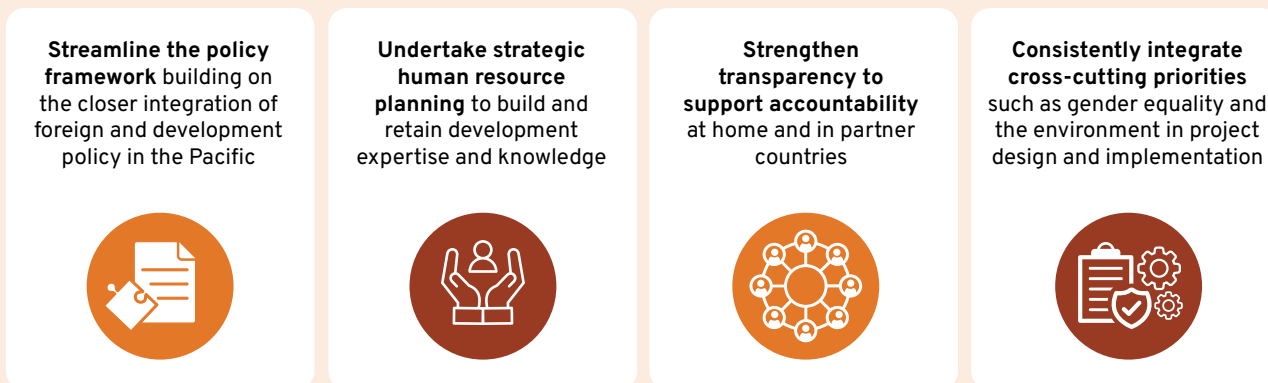 Streamline the policy
framework building on
the closer integration of
foreign and development
policy in the Pacific
Undertake strategic
human resource
planning to build and
retain development
expertise and knowledge
Strengthen
transparency to
support accountability
at home and in partner
countries
Consistently integrate
cross-cutting priorities
such as gender equality and
the environment in project
design and implementation